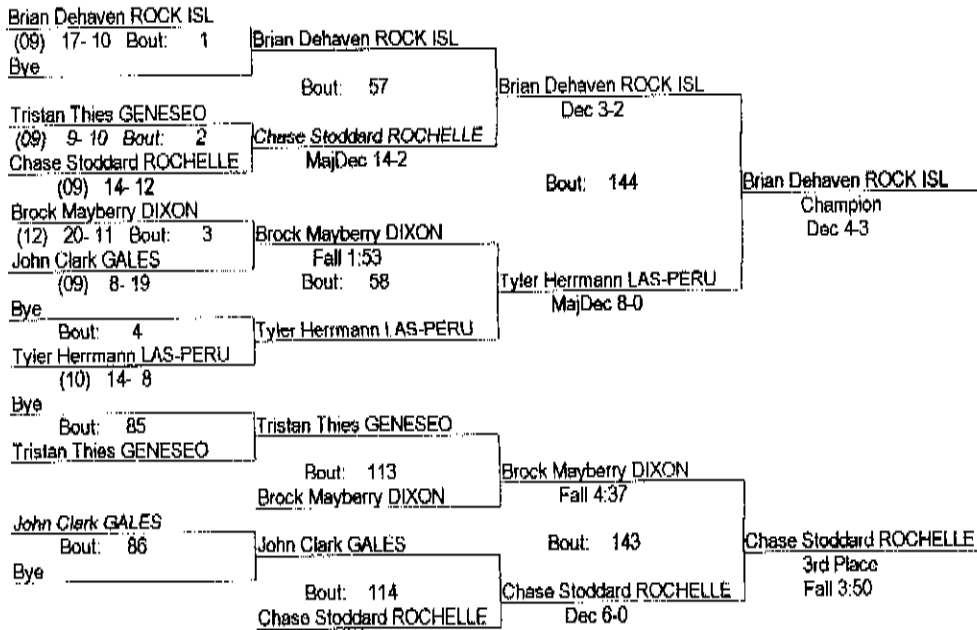 Brian Dehaven ROCK ISL
(09) 17- 10 Bout: 1
Bye
Brian Dehaven ROCK ISL
Bout: 57
Tristan Thies GENESEO
(09) 9- 10 Bout: 2
Chase Stoddard ROCHELLE
(09) 14- 12
Chase Stoddard ROCHELLE
MajDec 14-2
Brian Dehaven ROCK ISL
Dec 3-2
Bout: 144
Brian Dehaven ROCK ISL
Champion
Dec 4-3
Brock Mayberry DIXON
(12) 20- 11 Bout: 3
John Clark GALES
(09) 8- 19
Brock Mayberry DIXON
Fall 1:53
Bout: 58
Tyler Herrmann LAS-PERU
MajDec 8-0
Bye
Bout: 4
Tyler Herrmann LAS-PERU
(10) 14- 8
Tyler Herrmann LAS-PERU
Bye
Bout: 85
Tristan Thies GENESEO
Tristan Thies GENESEO
Bout: 113
Brock Mayberry DIXON
Brock Mayberry DIXON
Fall 4:37
Bout: 143
Chase Stoddard ROCHELLE
3rd Place
Fall 3:50
John Clark GALES
Bout: 86
Bye
John Clark GALES
Bout: 114
Chase Stoddard ROCHELLE
Chase Stoddard ROCHELLE
Dec 6-0